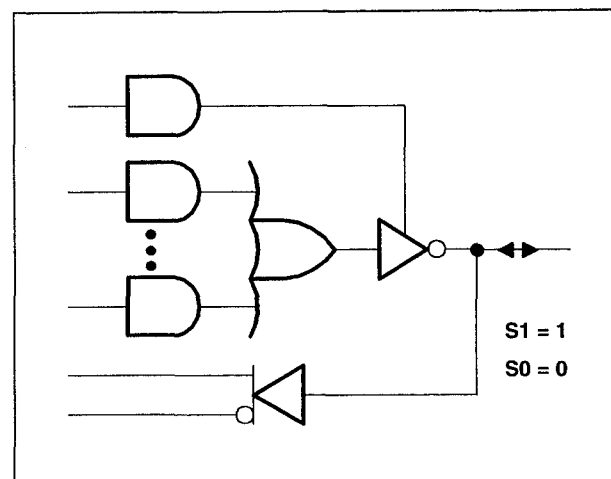 S1 = 1
S0 = 0